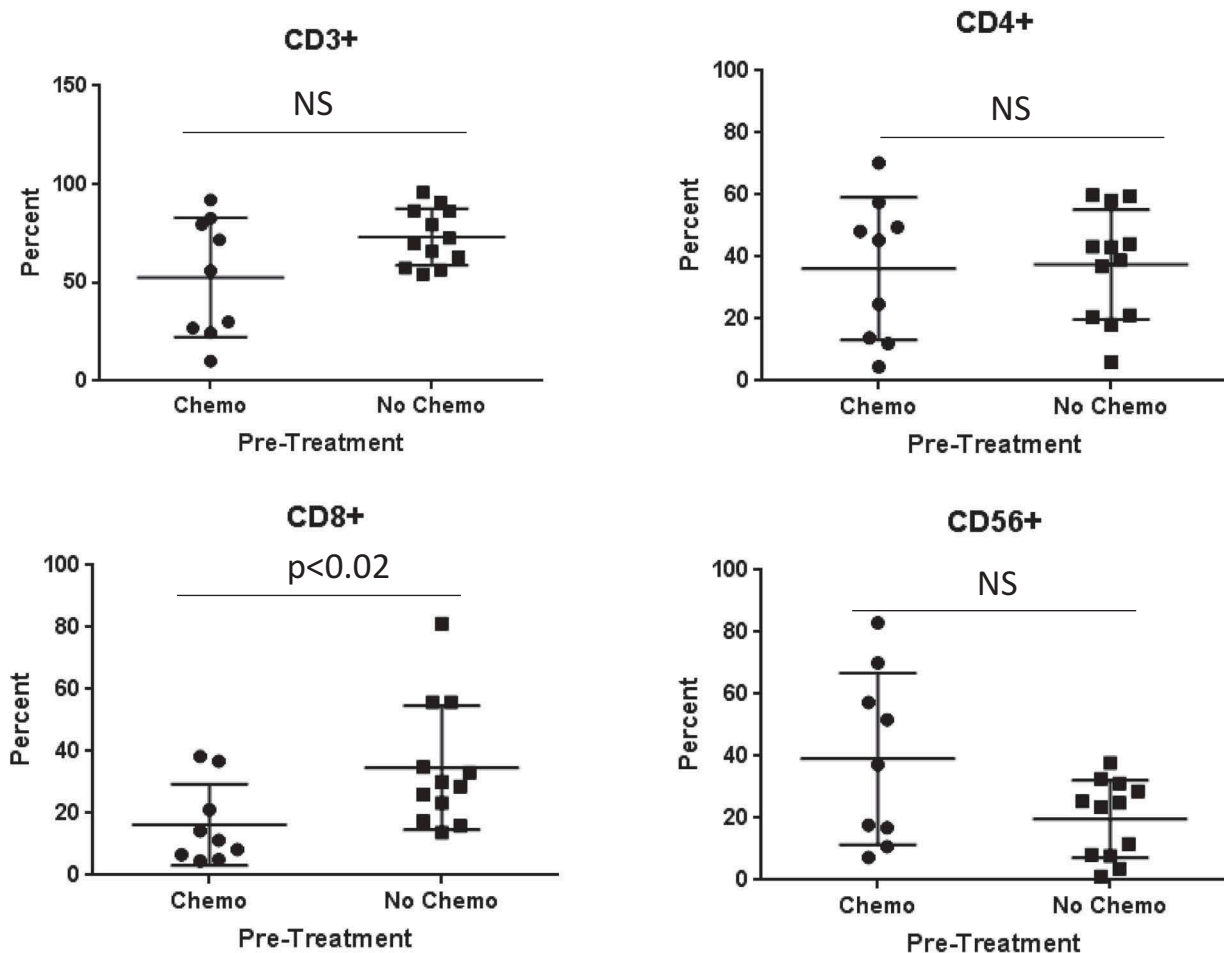 CD3+
NS
150
100
50
0
Percent
Chemo
No Chemo
Pre-Treatment
CD4+
NS
100
80
60
40
20
0
Percent
Chemo
No Chemo
Pre-Treatment
CD8+
p<0.02
100
80
60
40
20
0
Percent
Chemo
No Chemo
Pre-Treatment
CD56+
NS
100
80
60
40
20
0
Percent
Chemo
No Chemo
Pre-Treatment